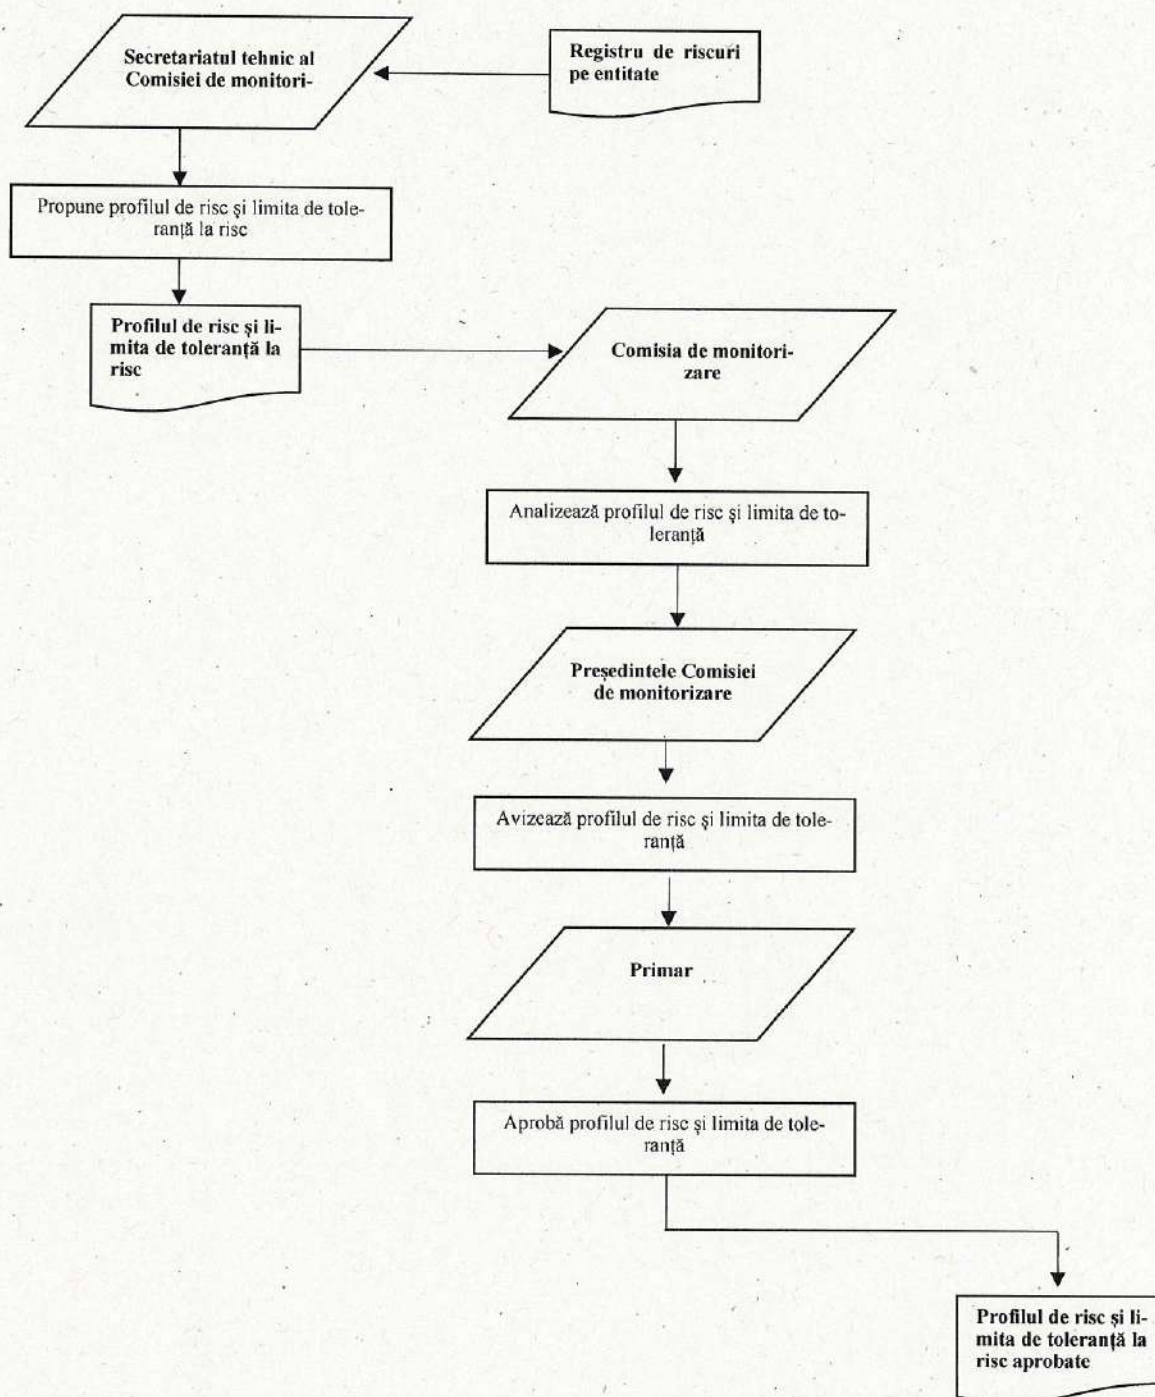 Secretariatul tehnic al
Comisiei de monitori-
Registru de riscuri
pe entitate
Propune profilul de risc și limita de tole-
ranță la risc
Profilul de risc și li-
mita de toleranță la
risc
Comisia de monitori-
zare
Analizează profilul de risc și limita de to-
leranță
Președintele Comisiei
de monitorizare
Avizează profilul de risc și limita de tole-
ranță
Primar
Aprobă profilul de risc și limita de tole-
ranță
Profilul de risc și li-
mita de toleranță la
risc aprobate